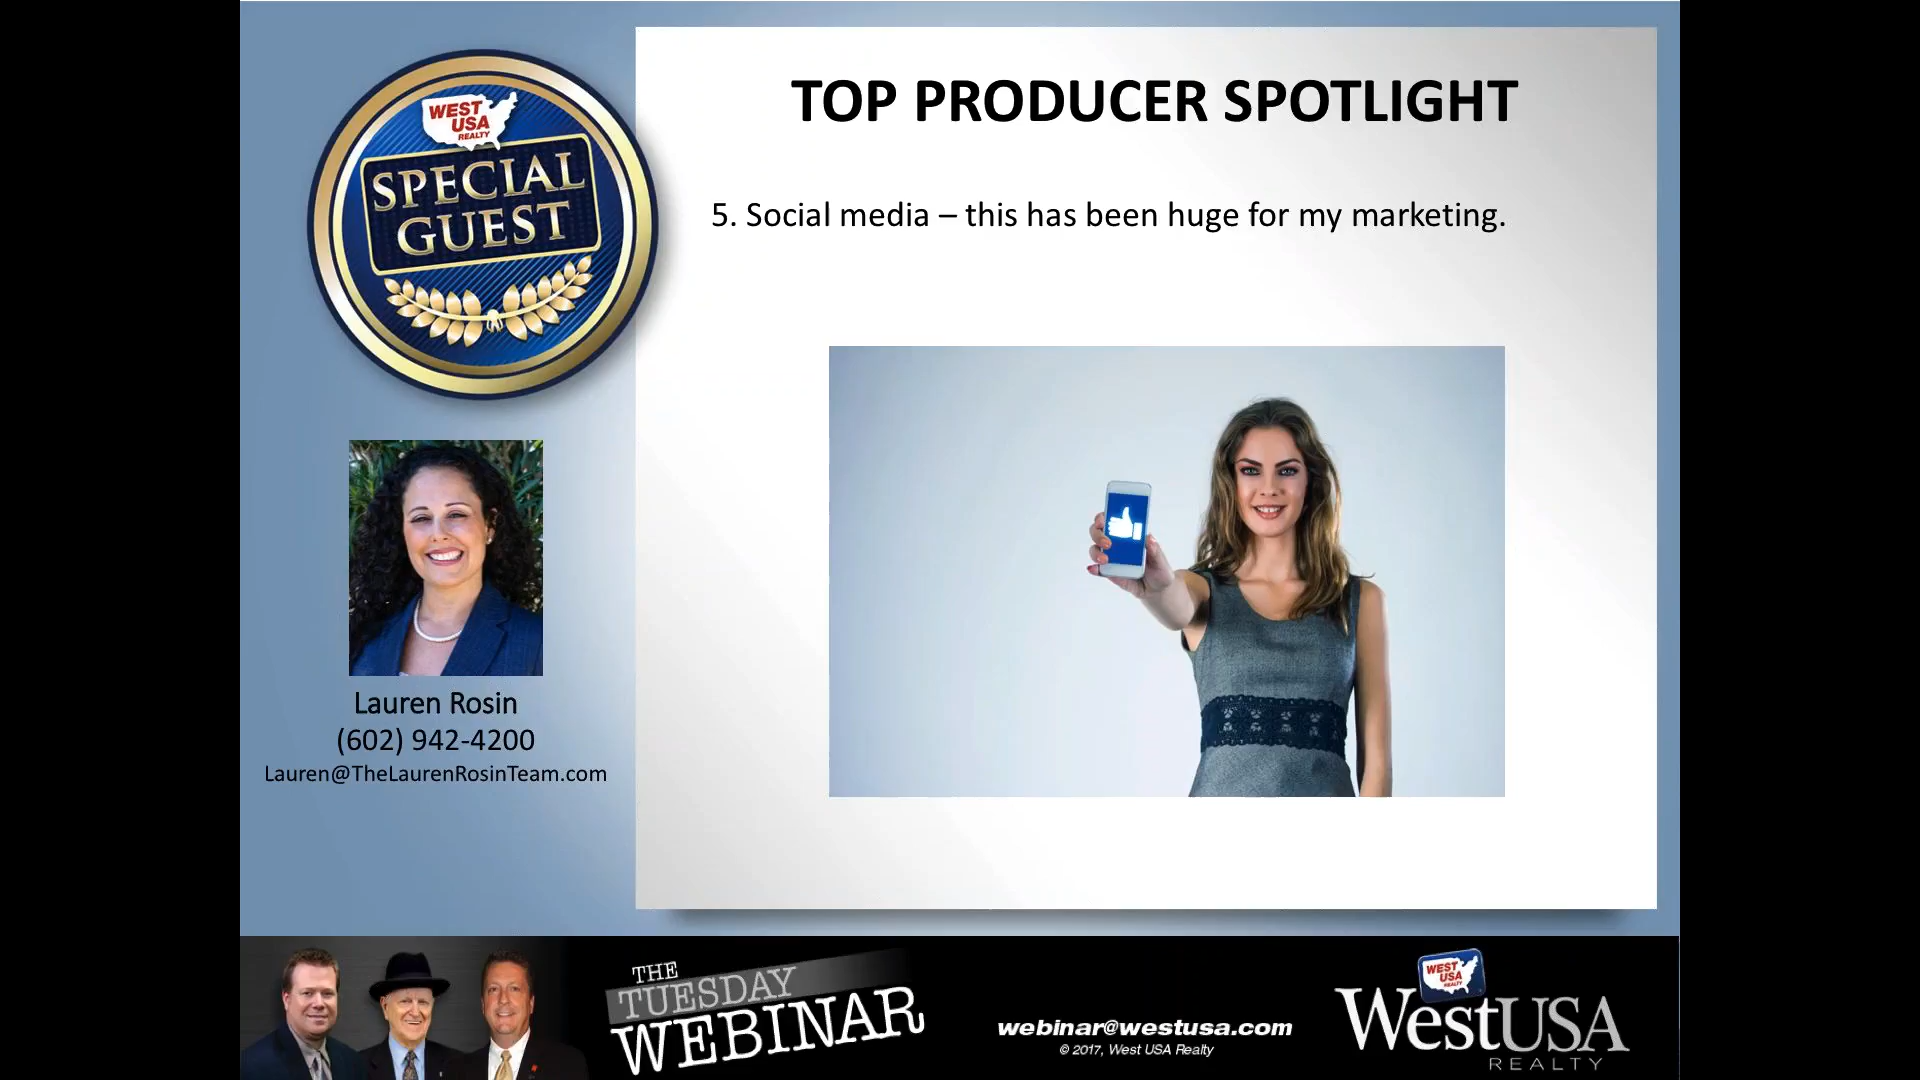 WEST
USA
REALTY
SPECIAL
GUEST
TOP PRODUCER SPOTLIGHT
5. Social media – this has been huge for my marketing.
Lauren Rosin
(602) 942-4200
Lauren@TheLaurenRosinTeam.com
THE
TUESDAY
WEBINAR
webinar@westusa.com
© 2017, West USA Realty
WEST
USA
REALTY
WestUSA
REALTY